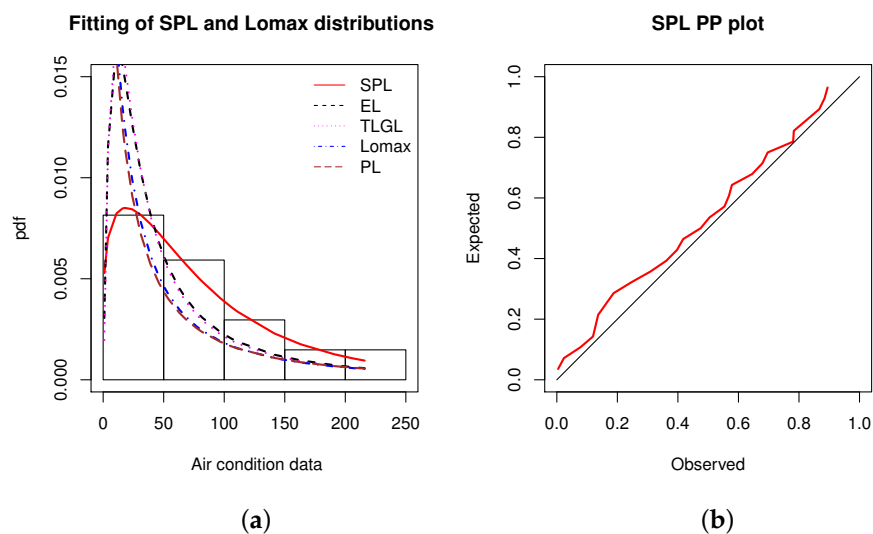 Fitting of SPL and Lomax distributions
0.015
0.010
0.005
0.000
pdf
SPL
EL
TLGL
Lomax
PL
0 50 100 150 200 250
Air condition data
(a)
SPL PP plot
1.0
0.8
0.6
0.4
0.2
0.0
Expected
0.0 0.2 0.4 0.6 0.8 1.0
Observed
(b)